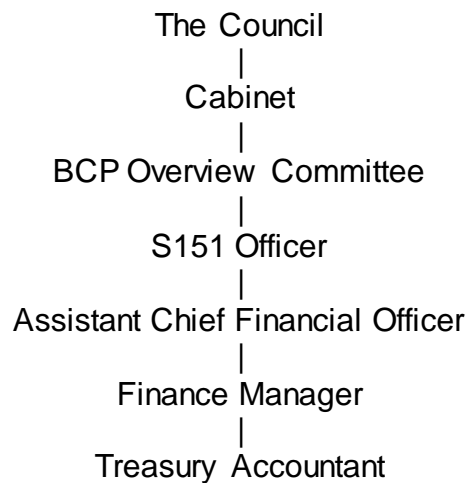 The Council
Cabinet
BCP Overview Committee
S151 Officer
Assistant Chief Financial Officer
Finance Manager
Treasury Accountant